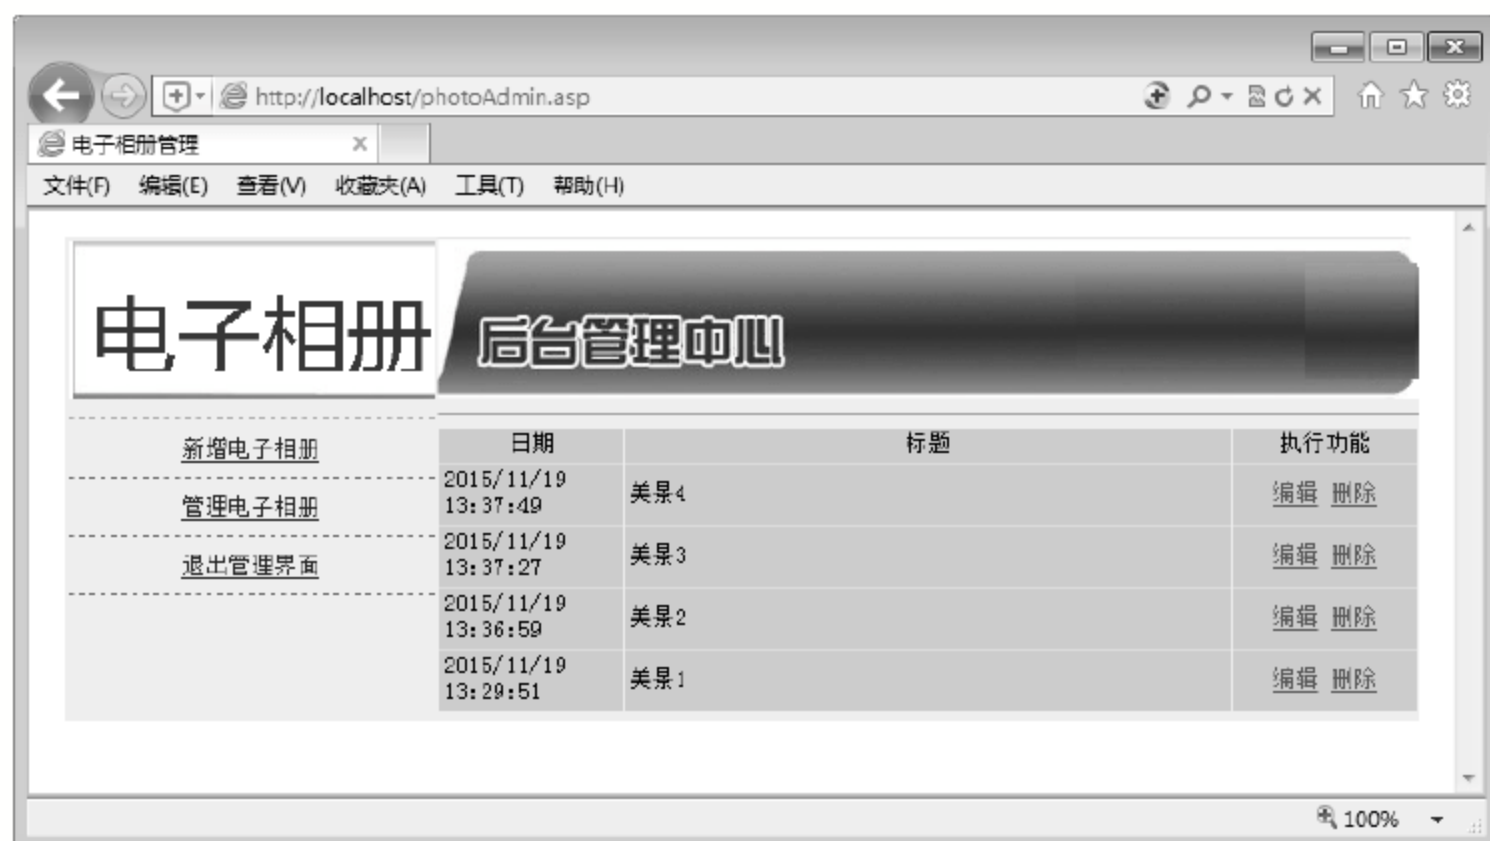 http://localhost/photoAdmin.asp
电子相册管理
文件(F) 编辑(E) 查看(V) 收藏夹(A) 工具(T) 帮助(H)
电子相册
后台管理中心
新增电子相册
管理电子相册
退出管理界面
日期 标题 执行功能
2015/11/19
13:37:49
美景4
编辑 删除
2015/11/19
13:37:27
美景3
编辑 删除
2015/11/19
13:36:59
美景2
编辑 删除
2015/11/19
13:29:51
美景1
编辑 删除
100%